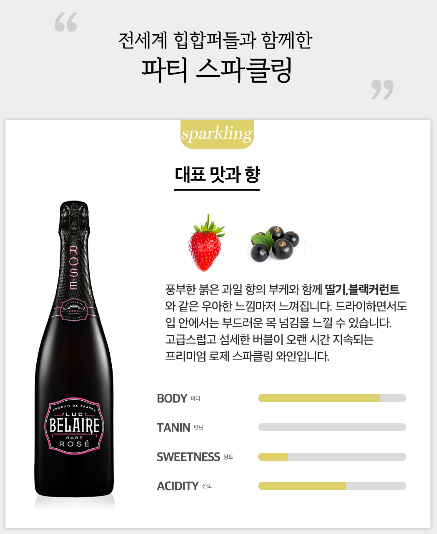 “
전세계 힙합퍼들과 함께한
파티 스파클링
”
sparkling
대표 맛과 향
풍부한 붉은 과일 향의 부케와 함께 딸기,블랙커런트
와 같은 우아한 느낌마저 느껴집니다. 드라이하면서도
입 안에서는 부드러운 목 넘김을 느낄 수 있습니다.
고급스럽고 섬세한 버블이 오랜 시간 지속되는
프리미엄 로제 스파클링 와인입니다.
ROSÉ
PRODUIT DE FRANCE
LUC
BELAIRE
RARE
ROSÉ
BODY 바디
TANIN 탄닌
SWEETNESS 당도
ACIDITY 산도